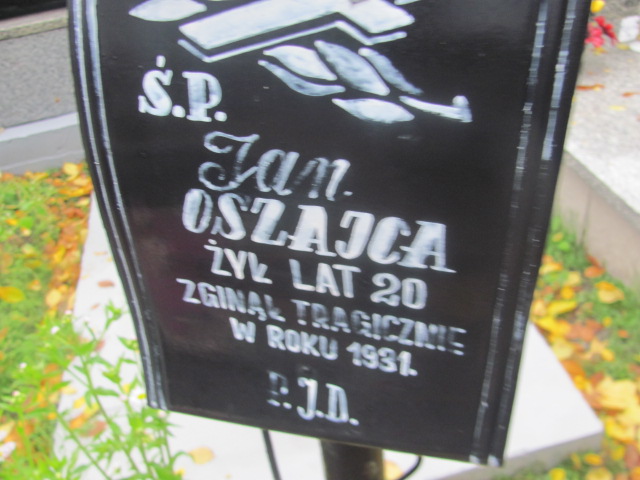 Ś.P.
Jan
OSZAJCA
ŻYŁ LAT 20
ZGINĄŁ TRAGICZNIE
W ROKU 1931.
P.J.D.